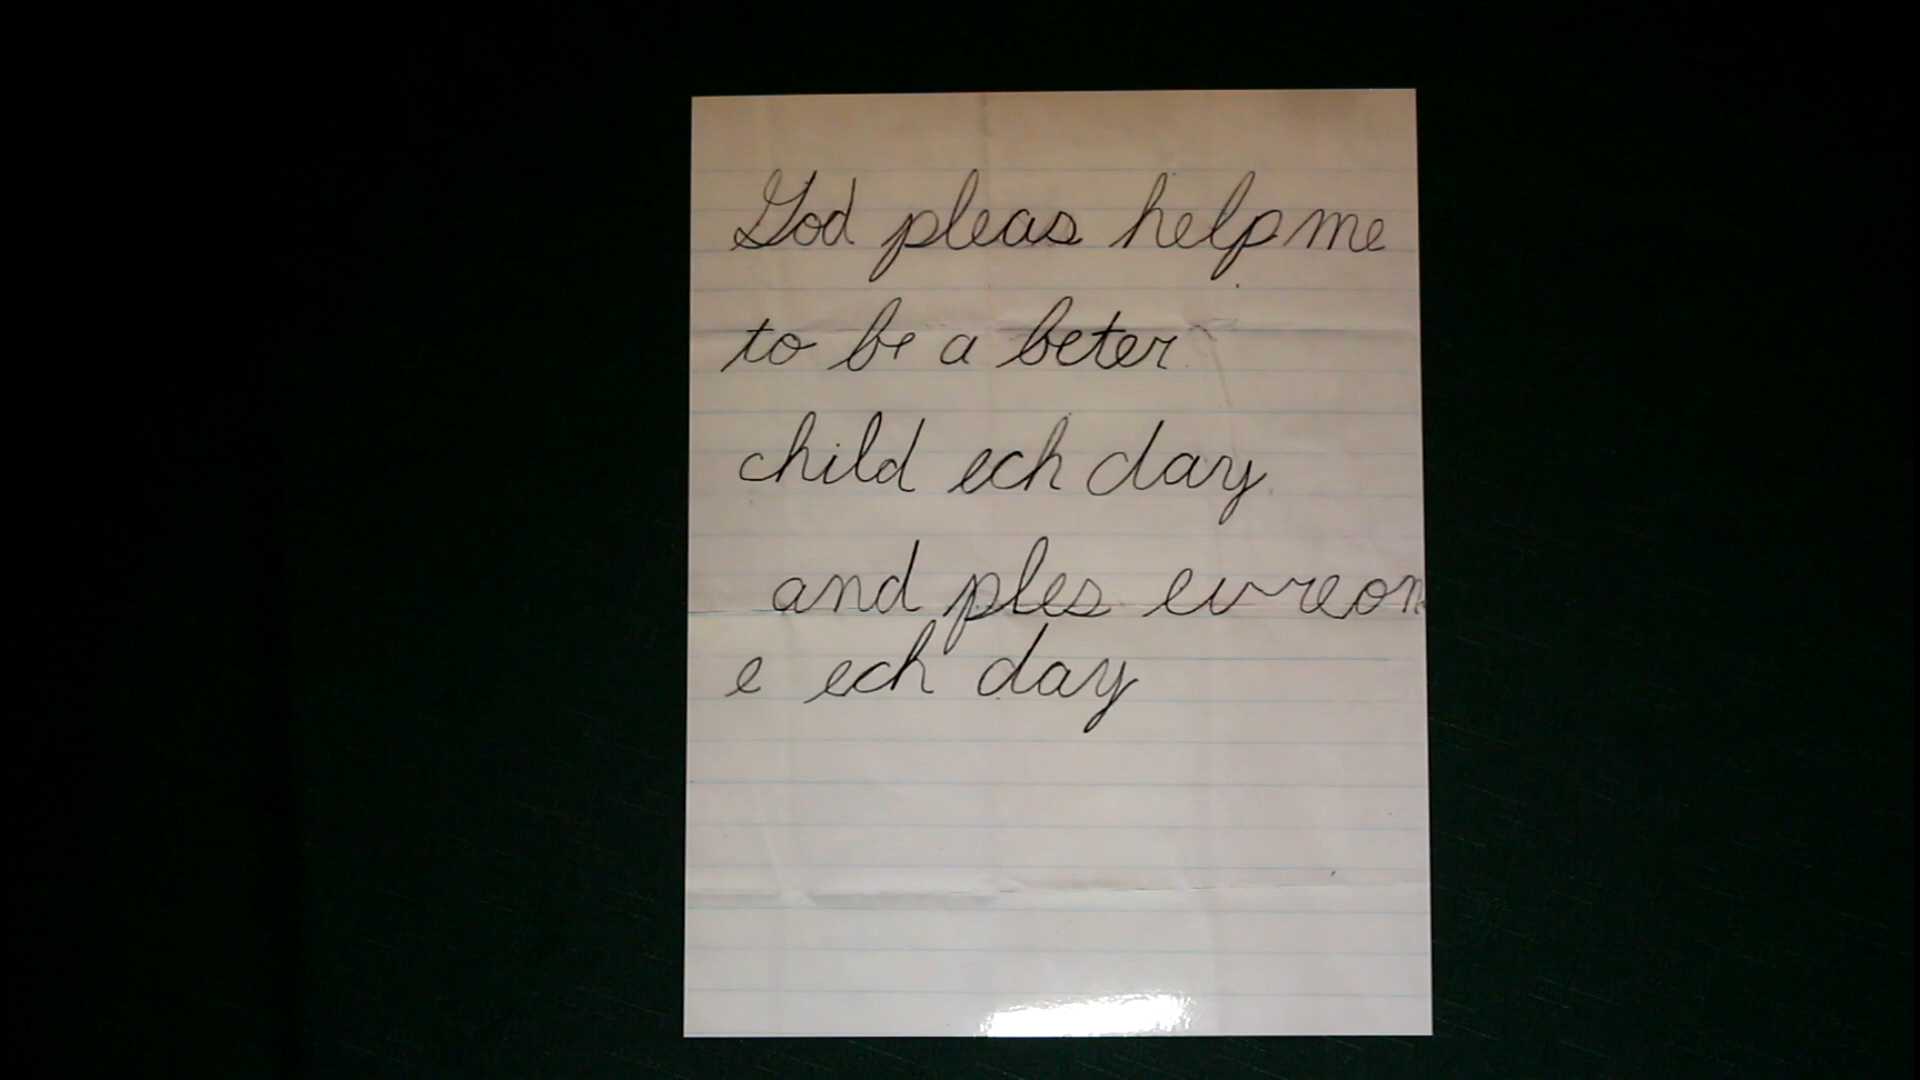 God pleas help me
to be a beter
child ech day
and ples evreon
e ech day